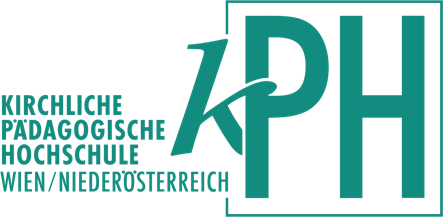 KIRCHLICHE
PÄDAGOGISCHE
HOCHSCHULE
WIEN/NIEDERÖSTERREICH
kPH